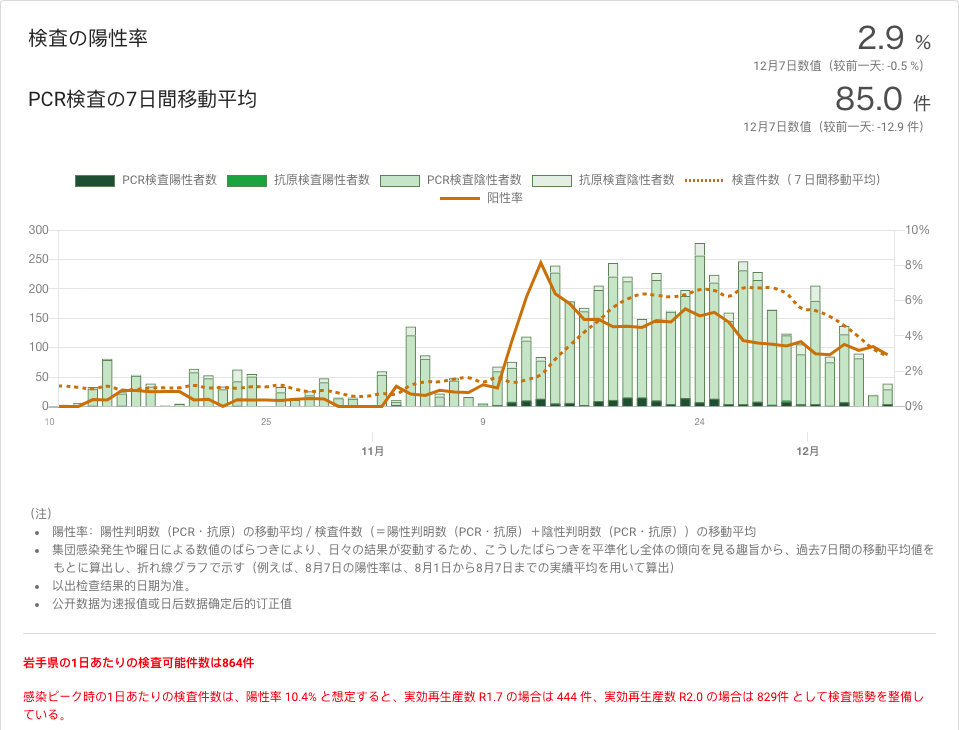 検査の陽性率
2.9 %
12月7日数値（较前一天: -0.5 %）
PCR検査の7日間移動平均
85.0 件
12月7日数值（较前一天: -12.9 件）
PCR検査陽性者数 抗原検査陽性者数 PCR検査陰性者数 抗原検査陰性者数 検査件数（７日間移動平均）
阳性率
300 10%
250 8%
200 6%
150 4%
100 2%
50 0%
0
10 25 9 24
11月 12月
（注）
• 陽性率：陽性判明数（PCR・抗原）の移動平均 / 検査件数（＝陽性判明数（PCR・抗原）＋陰性判明数（PCR・抗原））の移動平均
• 集団感染発生や曜日による数値のばらつきにより、日々の結果が変動するため、こうしたばらつきを平準化し全体の傾向を見る趣旨から、過去7日間の移動平均値を
もとに算出し、折れ線グラフで示す（例えば、8月7日の陽性率は、8月1日から8月7日までの実績平均を用いて算出）
• 以出检查结果的日期为准。
• 公开数据为速报值或日后数据确定后的订正值
岩手県の1日あたりの検査可能件数は864件
感染ピーク時の1日あたりの検査件数は、陽性率 10.4% と想定すると、実効再生産数 R1.7 の場合は 444 件、実効再生産数 R2.0 の場合は 829件 として検査態勢を整備し
ている。